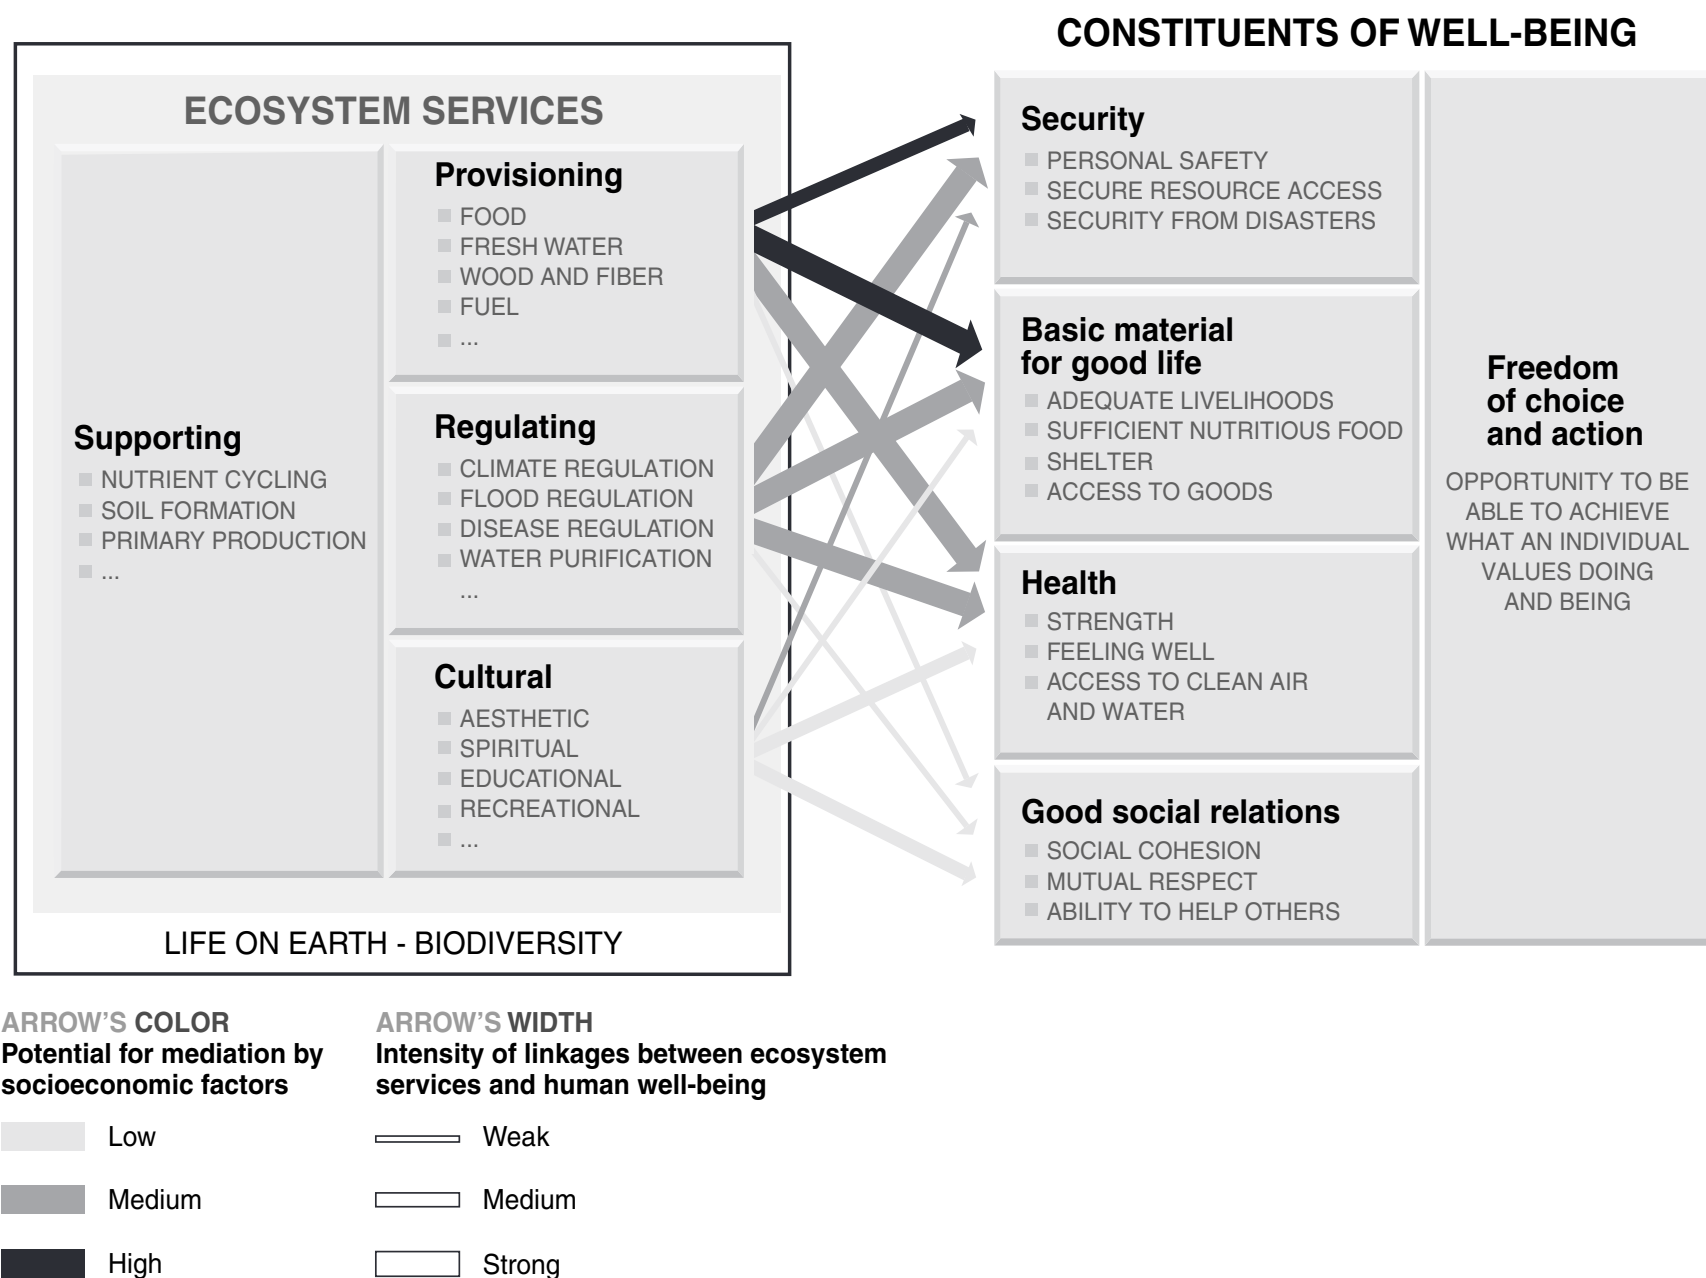 CONSTITUENTS OF WELL-BEING
ECOSYSTEM SERVICES
Supporting
NUTRIENT CYCLING
SOIL FORMATION
PRIMARY PRODUCTION
...
Provisioning
FOOD
FRESH WATER
WOOD AND FIBER
FUEL
...
Regulating
CLIMATE REGULATION
FLOOD REGULATION
DISEASE REGULATION
WATER PURIFICATION
...
Cultural
AESTHETIC
SPIRITUAL
EDUCATIONAL
RECREATIONAL
...
LIFE ON EARTH - BIODIVERSITY
Security
PERSONAL SAFETY
SECURE RESOURCE ACCESS
SECURITY FROM DISASTERS
Basic material
for good life
ADEQUATE LIVELIHOODS
SUFFICIENT NUTRITIOUS FOOD
SHELTER
ACCESS TO GOODS
Health
STRENGTH
FEELING WELL
ACCESS TO CLEAN AIR
AND WATER
Good social relations
SOCIAL COHESION
MUTUAL RESPECT
ABILITY TO HELP OTHERS
Freedom
of choice
and action
OPPORTUNITY TO BE
ABLE TO ACHIEVE
WHAT AN INDIVIDUAL
VALUES DOING
AND BEING
ARROW'S COLOR
Potential for mediation by
socioeconomic factors
Low
Medium
High
ARROW'S WIDTH
Intensity of linkages between ecosystem
services and human well-being
Weak
Medium
Strong